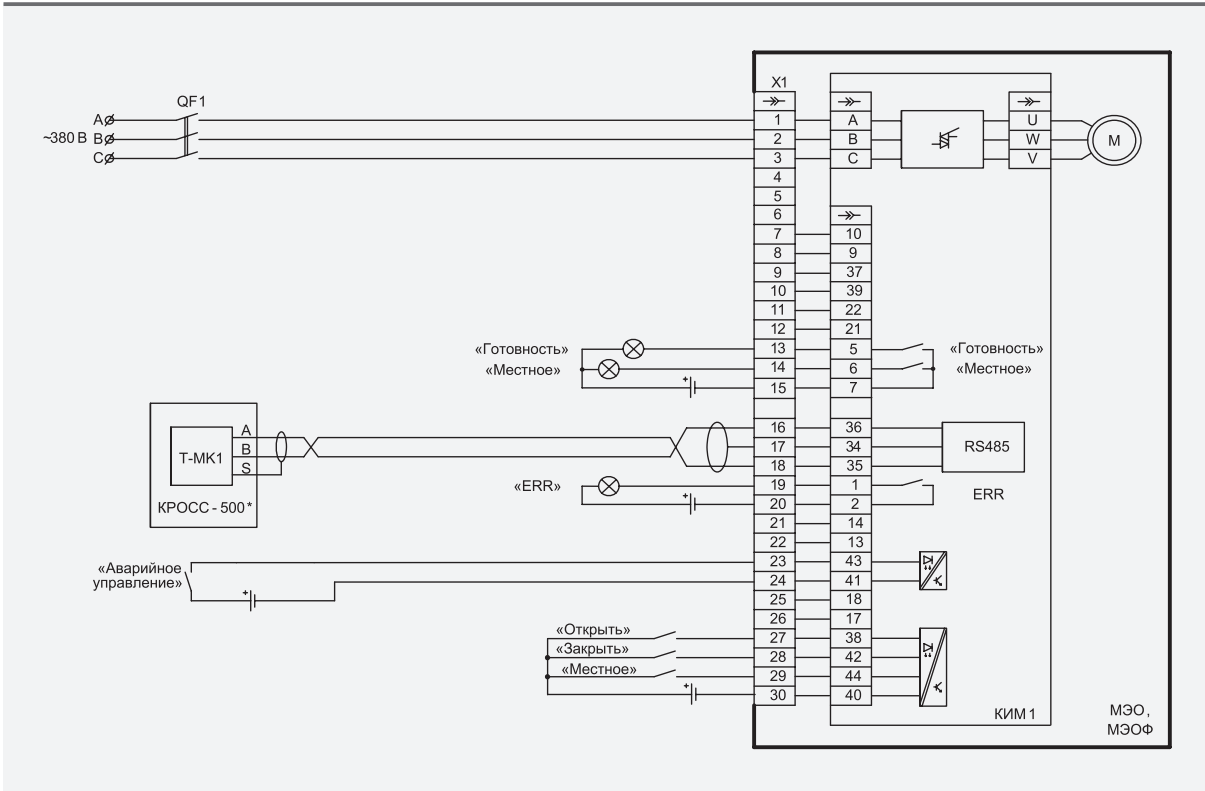 X1
QF1
~380 В
A
B
C
1 A U
2 B W M
3 C V
4
5
6
7 10
8 9
9 37
10 39
11 22
12 21
«Готовность» 13 5 «Готовность»
«Местное» 14 6 «Местное»
+ 15 7
A 16 36
T-MK1 B 17 34 RS485
S 18 35
КРОСС - 500*
«ERR» 19 1 ERR
+ 20 2
21 14
22 13
«Аварийное
управление»
23 43
+ 24 41
25 18
26 17
«Открыть» 27 38
«Закрыть» 28 42
«Местное» 29 44
+ 30 40
КИМ 1
МЭО,
МЭОФ